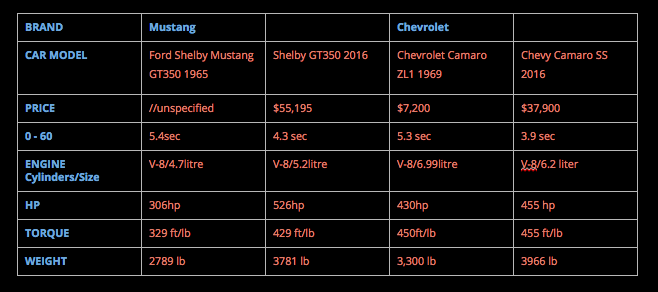 BRAND Mustang Chevrolet
CAR MODEL Ford Shelby Mustang Shelby GT350 2016 Chevrolet Camaro Chevy Camaro SS
GT350 1965 ZL1 1969 2016
PRICE //unspecified $55,195 $7,200 $37,900
0 - 60 5.4sec 4.3 sec 5.3 sec 3.9 sec
ENGINE V-8/4.7litre V-8/5.2litre V-8/6.99litre V-8/6.2 liter
Cylinders/Size
HP 306hp 526hp 430hp 455 hp
TORQUE 329 ft/lb 429 ft/lb 450ft/lb 455 ft/lb
WEIGHT 2789 lb 3781 lb 3,300 lb 3966 lb